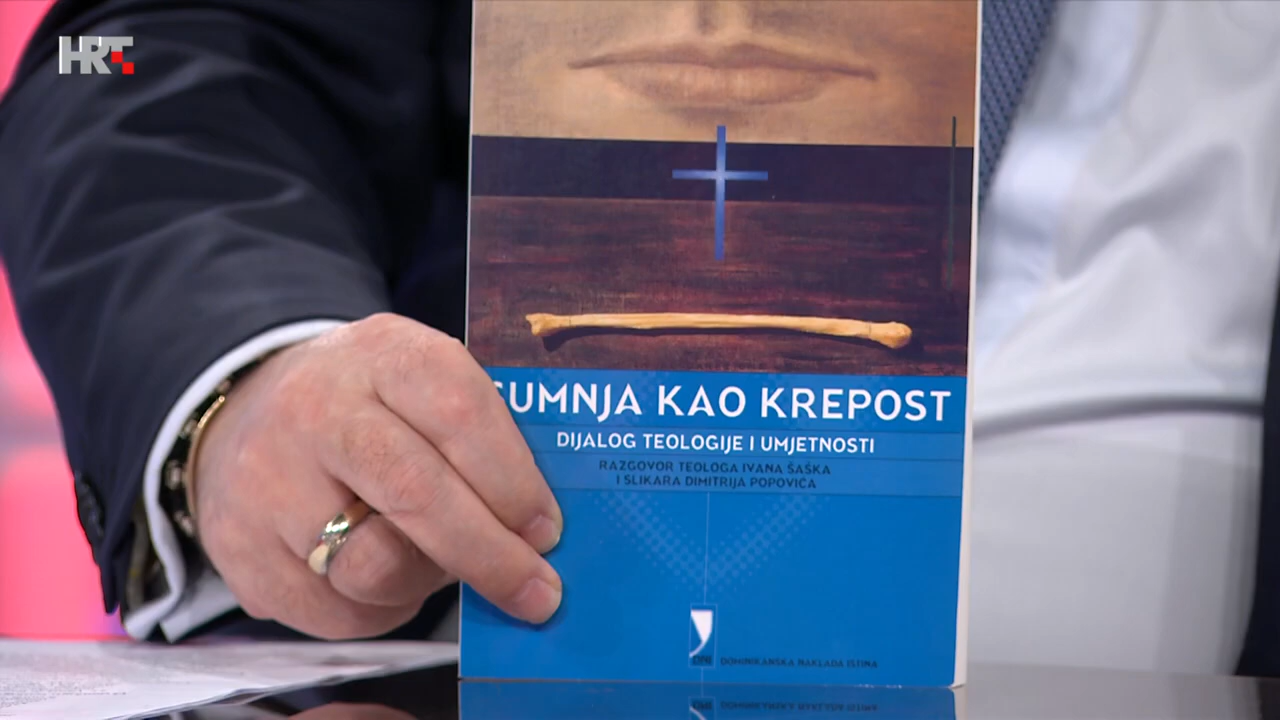 HRT
SUMNJA KAO KREPOST
DIJALOG TEOLOGIJE I UMJETNOSTI
RAZGOVOR TEOLOGA IVANA ŠAŠKA
I SLIKARA DIMITRIJA POPOVIĆA
DOMINIKANSKA NAKLADA ISTINA